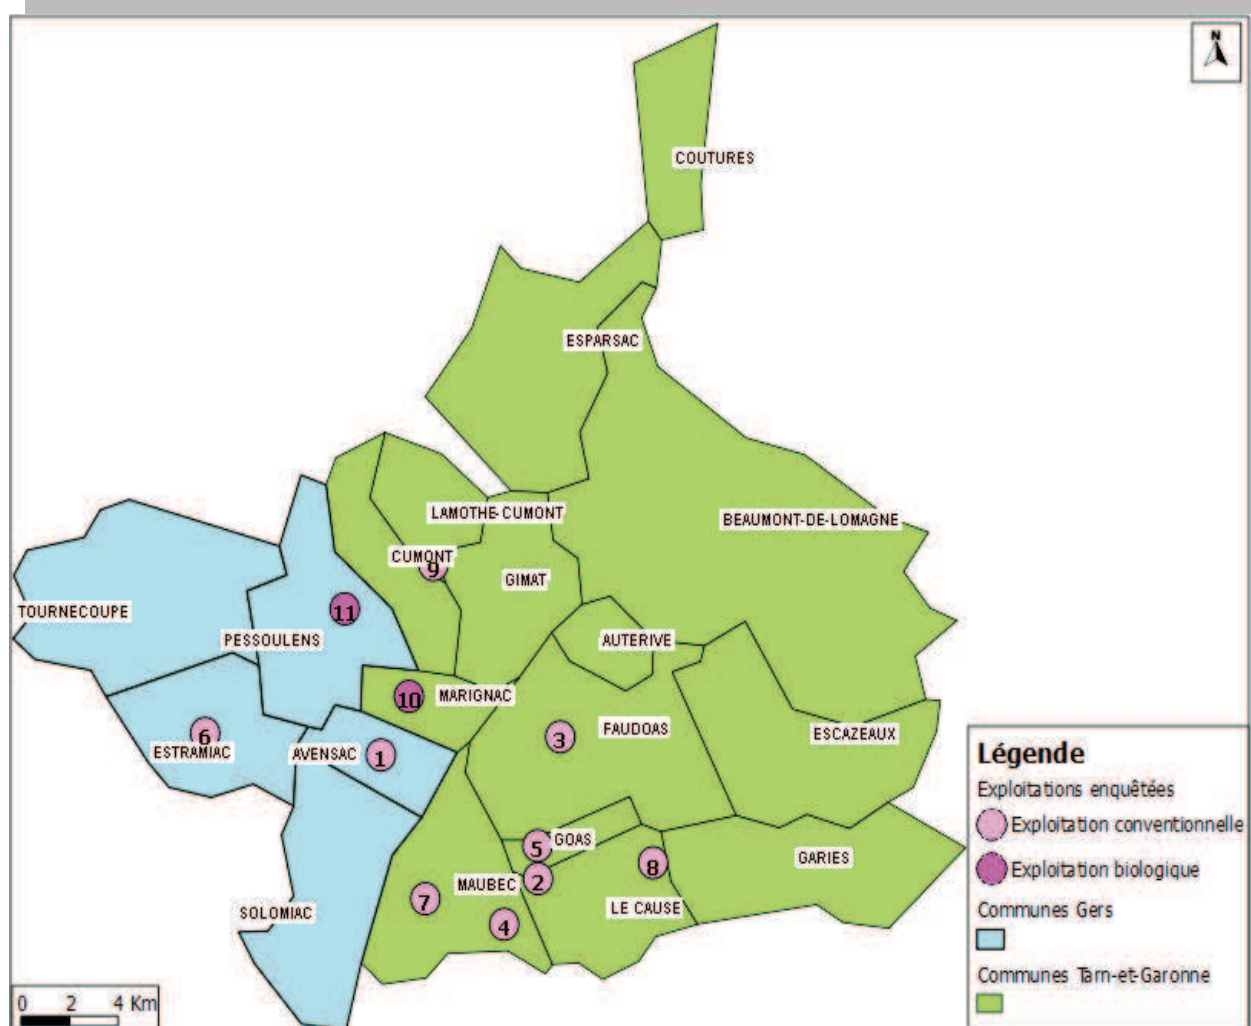 N
COUTURES
ESPARSAC
LAMOTHE-CUMONT
BEAUMONT-DE-LOMAGNE
CUMONT
9
GIMAT
TOURNECOUPE
11
PESSOULENS
AUTERIVE
10
MARIGNAC
6
ESTRAMIAC
AVENSAC
1
3
FAUDOAS
ESCAZEAUX
5
GOAS
GARIES
8
MAUBEC
2
7
LE CAUSE
SOLOMIAC
4
Légende
Exploitations enquêtées
Exploitation conventionnelle
Exploitation biologique
Communes Gers
Communes Tarn-et-Garonne
0 2 4 Km